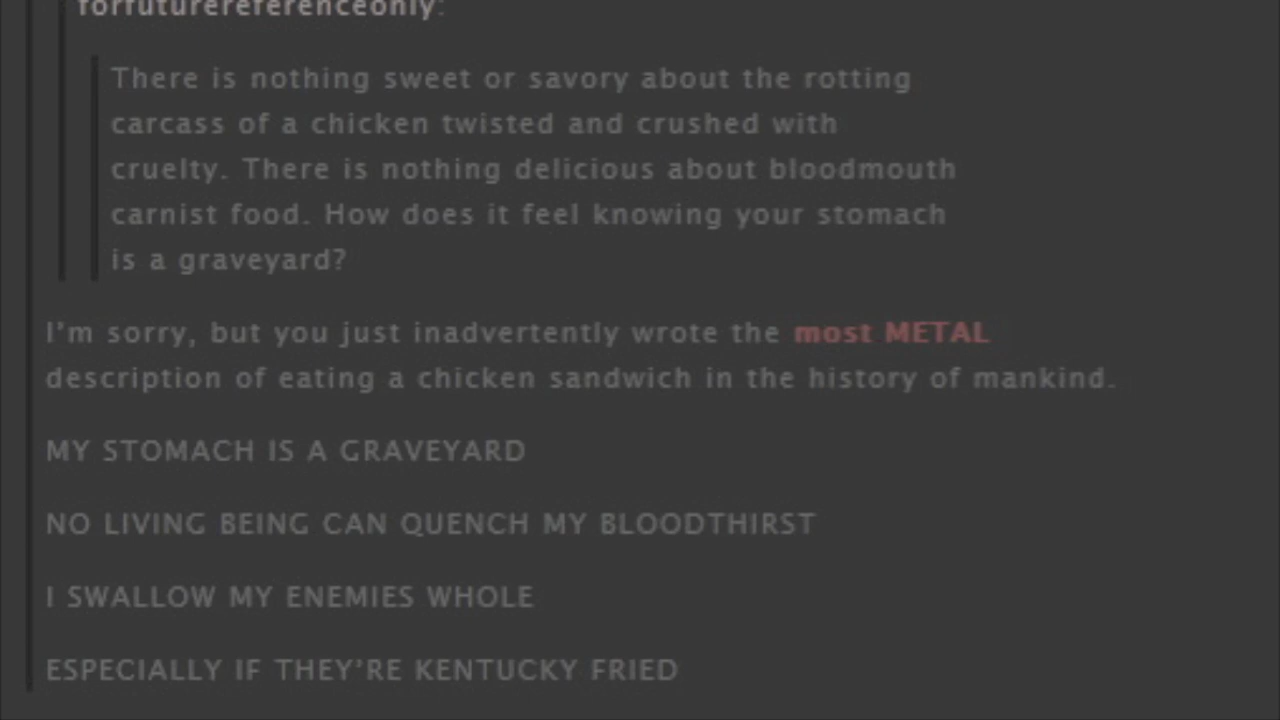 forfuturereferenceonly:
There is nothing sweet or savory about the rotting
carcass of a chicken twisted and crushed with
cruelty. There is nothing delicious about bloodmouth
carnist food. How does it feel knowing your stomach
is a graveyard?
I'm sorry, but you just inadvertently wrote the most METAL
description of eating a chicken sandwich in the history of mankind.
MY STOMACH IS A GRAVEYARD
NO LIVING BEING CAN QUENCH MY BLOODTHIRST
I SWALLOW MY ENEMIES WHOLE
ESPECIALLY IF THEY'RE KENTUCKY FRIED